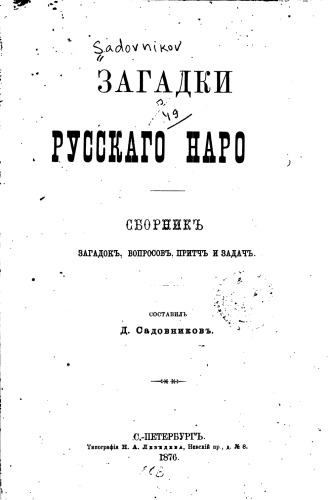 Sadovnikov
ЗАГАДКИ
49
РУССКАГО НАРО
СБОРНИКЪ
ЗАГАДОКЪ, ВОПРОСОВЪ, ПРИТЧЪ И ЗАДАЧЪ.
СОСТАВИЛЪ
Д. Садовниковъ.
С.-ПЕТЕРБУРГЪ.
Типографія Н. А. Лебедева, Невскій пр., д. № 8.
1876.